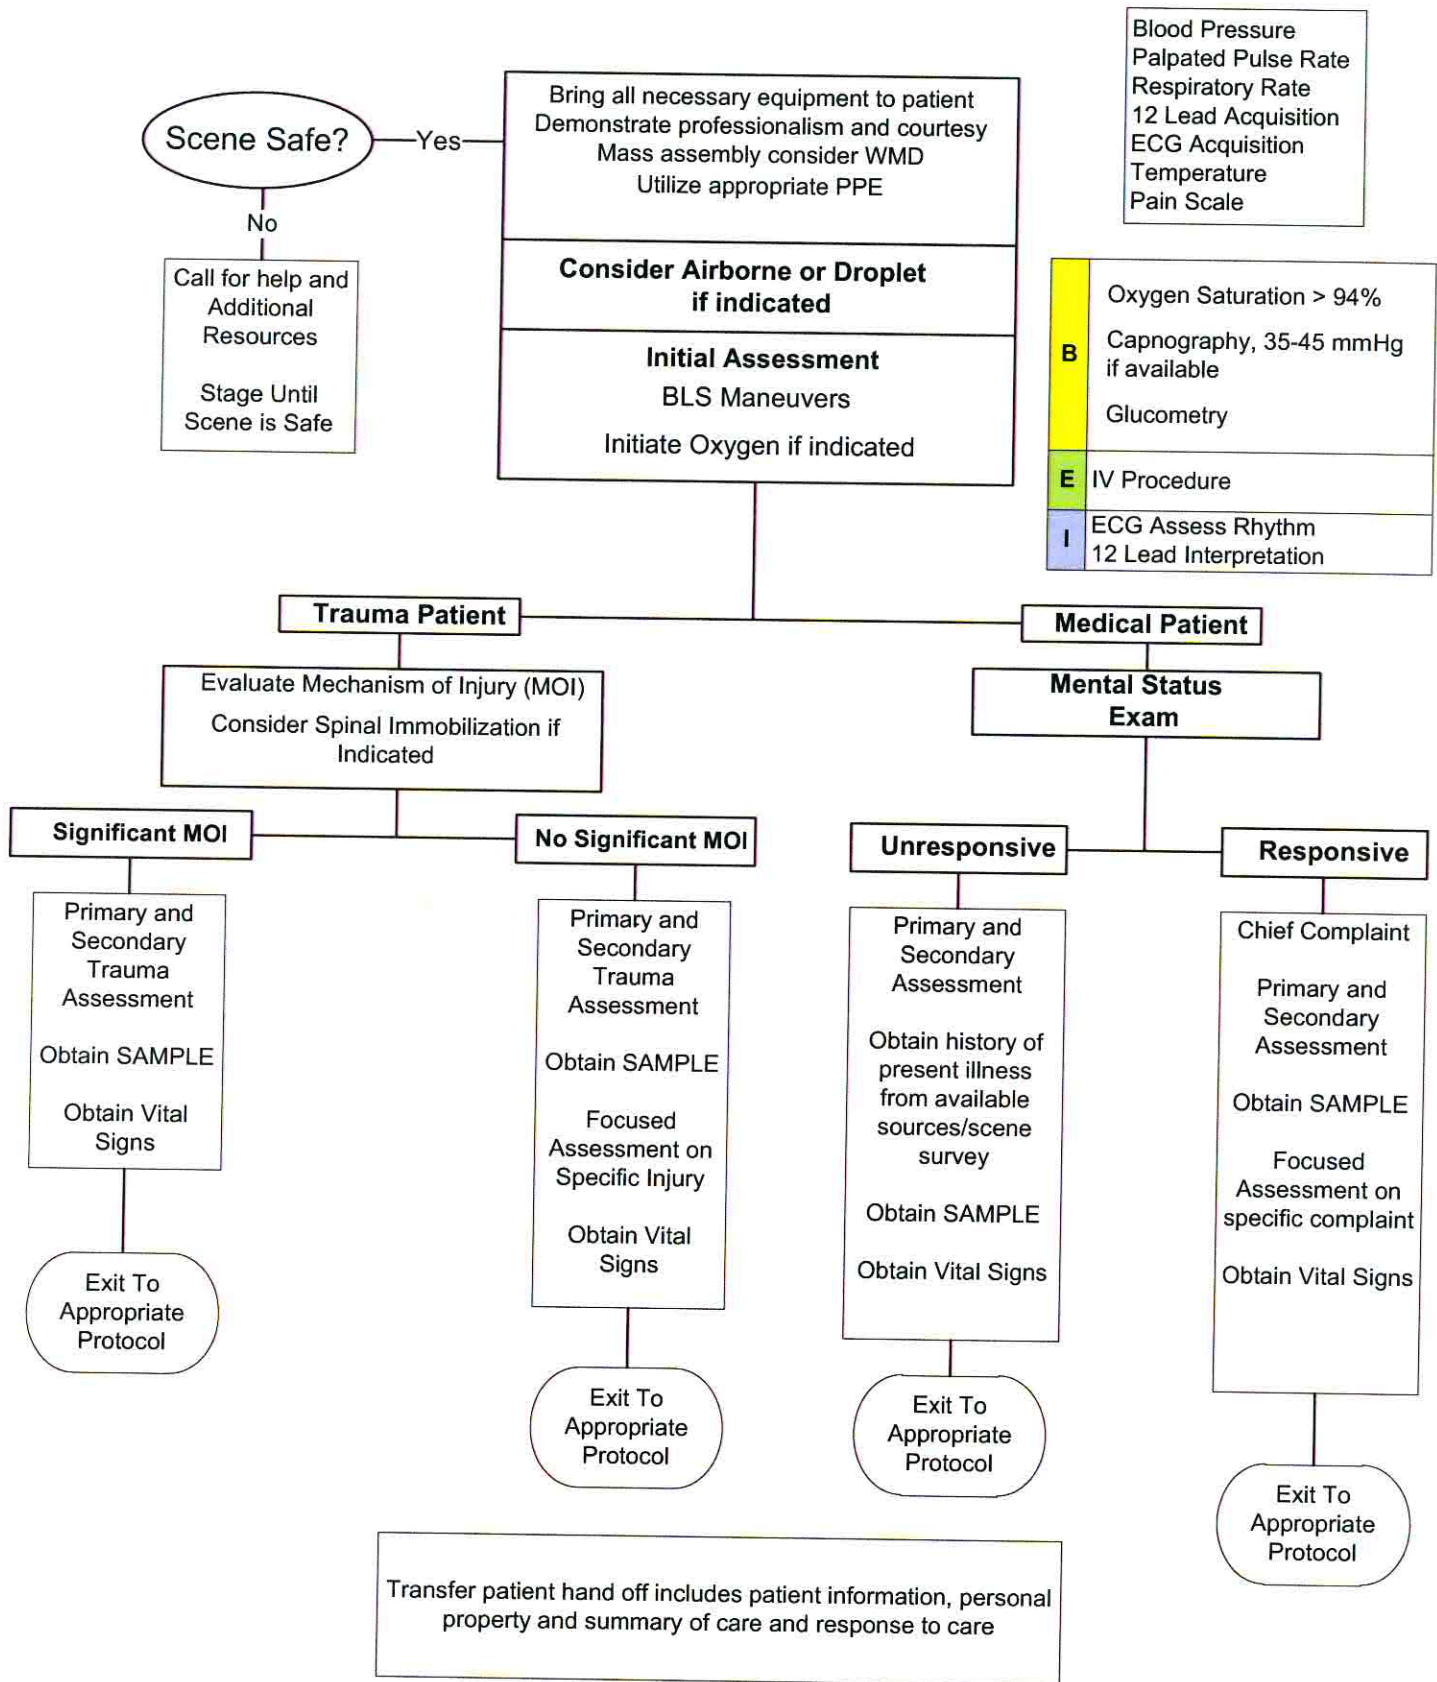 Scene Safe?
Yes
No
Call for help and
Additional
Resources
Stage Until
Scene is Safe
Bring all necessary equipment to patient
Demonstrate professionalism and courtesy
Mass assembly consider WMD
Utilize appropriate PPE
Consider Airborne or Droplet
if indicated
Initial Assessment
BLS Maneuvers
Initiate Oxygen if indicated
Blood Pressure
Palpated Pulse Rate
Respiratory Rate
12 Lead Acquisition
ECG Acquisition
Temperature
Pain Scale
B
Oxygen Saturation > 94%
Capnography, 35-45 mmHg
if available
Glucometry
E
IV Procedure
I
ECG Assess Rhythm
12 Lead Interpretation
Trauma Patient
Evaluate Mechanism of Injury (MOI)
Consider Spinal Immobilization if
Indicated
Medical Patient
Mental Status
Exam
Significant MOI
Primary and
Secondary
Trauma
Assessment
Obtain SAMPLE
Obtain Vital
Signs
Exit To
Appropriate
Protocol
No Significant MOI
Primary and
Secondary
Trauma
Assessment
Obtain SAMPLE
Focused
Assessment on
Specific Injury
Obtain Vital
Signs
Exit To
Appropriate
Protocol
Unresponsive
Primary and
Secondary
Assessment
Obtain history of
present illness
from available
sources/scene
survey
Obtain SAMPLE
Obtain Vital Signs
Exit To
Appropriate
Protocol
Responsive
Chief Complaint
Primary and
Secondary
Assessment
Obtain SAMPLE
Focused
Assessment on
specific complaint
Obtain Vital Signs
Exit To
Appropriate
Protocol
Transfer patient hand off includes patient information, personal
property and summary of care and response to care